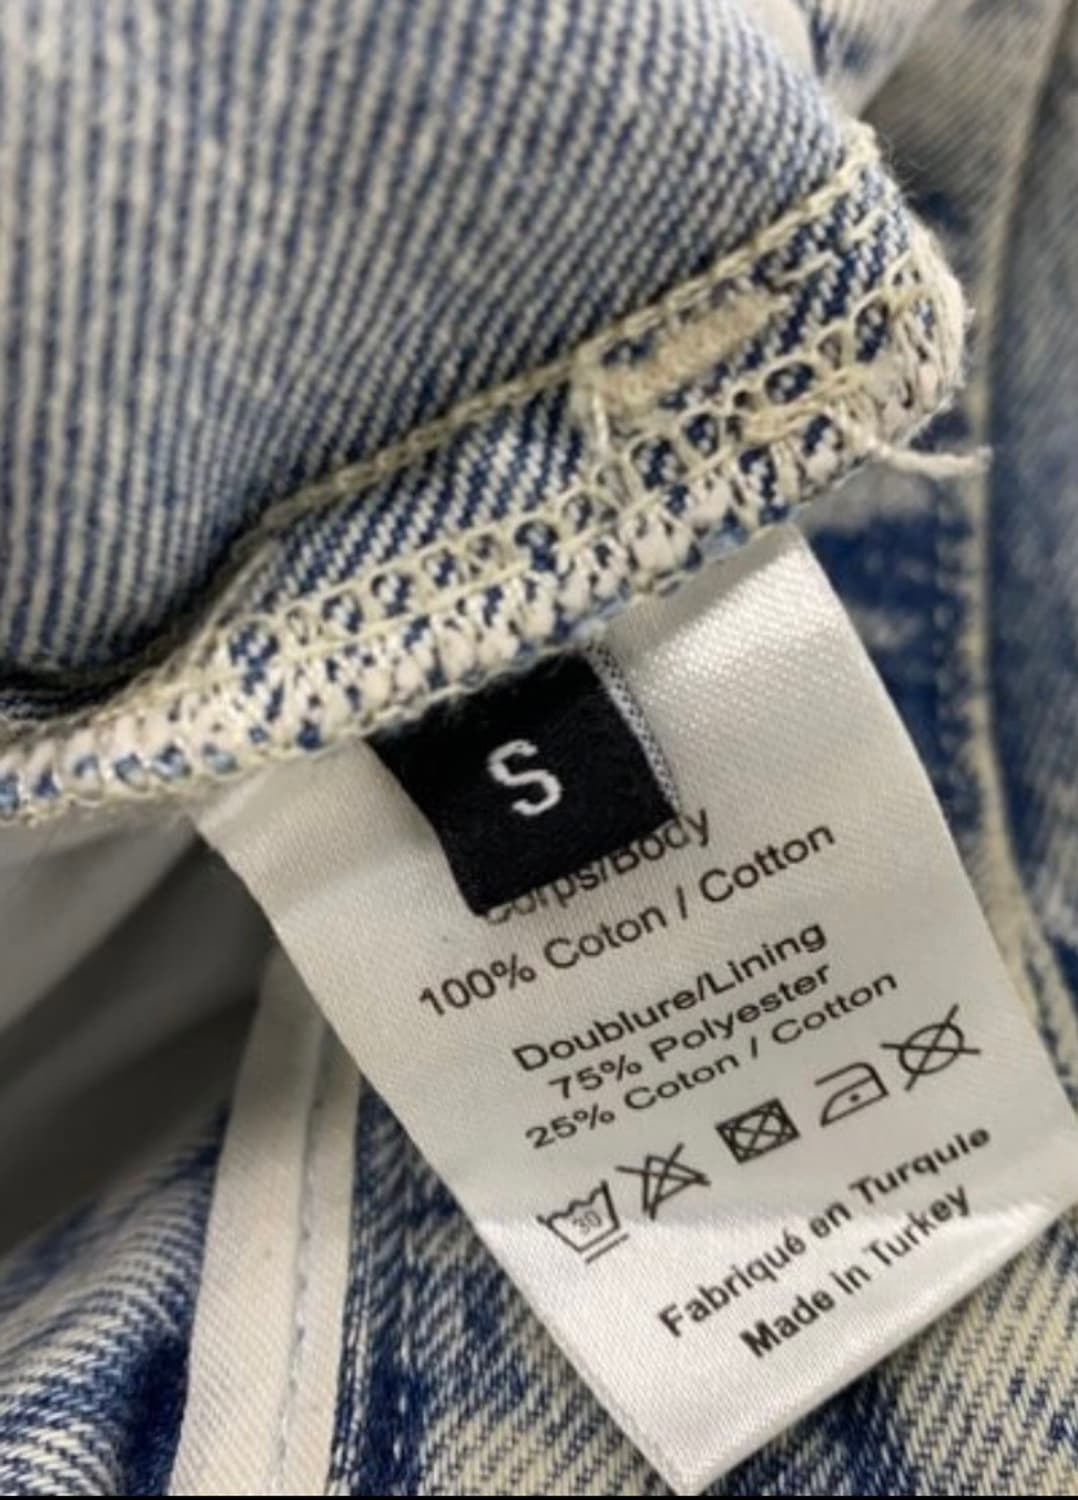 S
Corps/Body
100% Coton / Cotton
Doublure/Lining
75% Polyester
25% Coton / Cotton
30
Fabriqué en Turquie
Made in Turkey